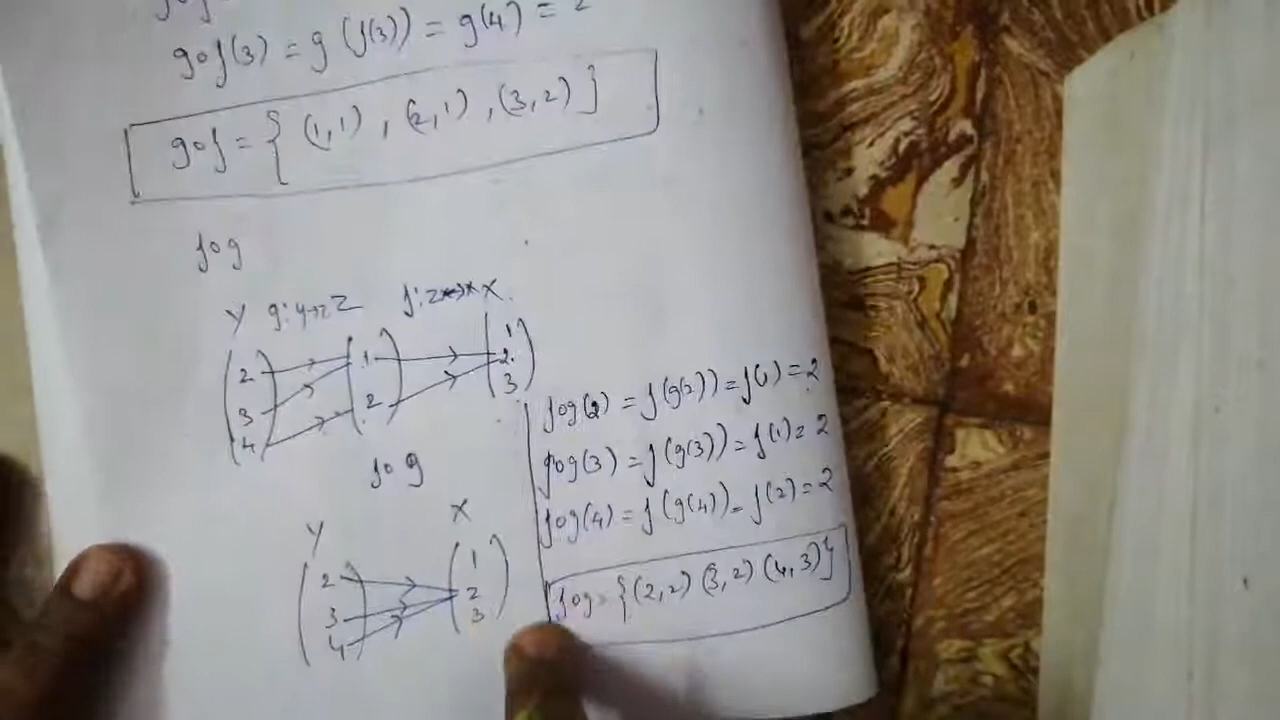 gof(3) = g(f(3)) = g(4) = 2
gof = { (1,1) , (2,1) , (3,2) }
fog
Y g:Y→Z f:Z→X X
2 1 1
3 2 2
4 3
fog(2) = f(g(2)) = f(1) = 2
fog(3) = f(g(3)) = f(1) = 2
fog(4) = f(g(4)) = f(2) = 2
fog = {(2,2) (3,2) (4,3)}
fog
Y X
2 1
3 2
4 3